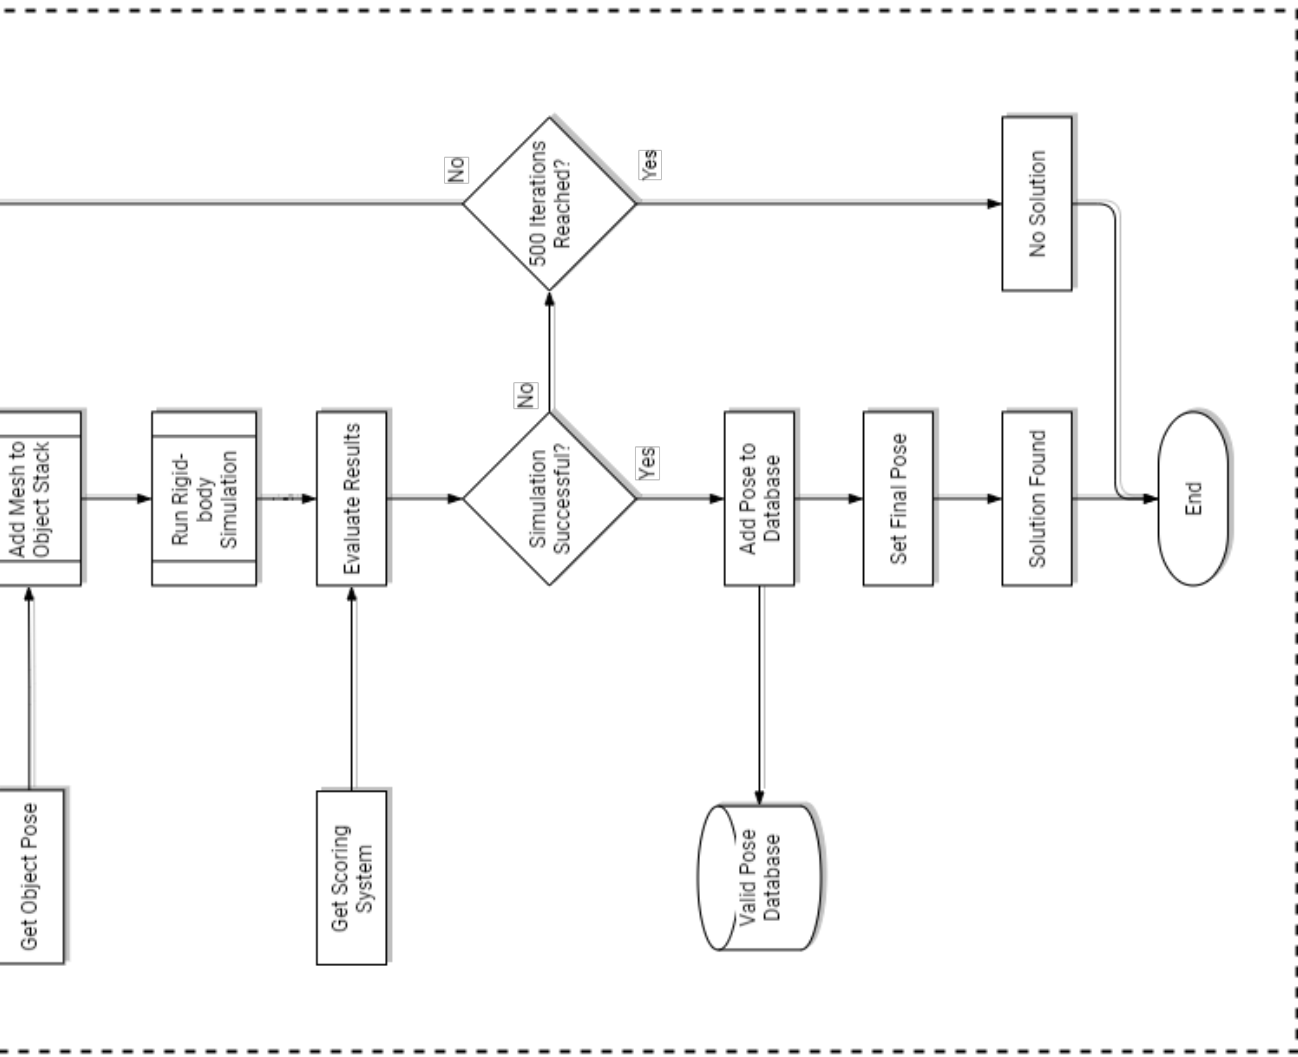 No
500 Iterations
Reached?
Yes
No Solution
Add Mesh to
Object Stack
Run Rigid-
body
Simulation
Evaluate Results
No
Simulation
Successful?
Yes
Add Pose to
Database
Set Final Pose
Solution Found
End
Get Object Pose
Get Scoring
System
Valid Pose
Database